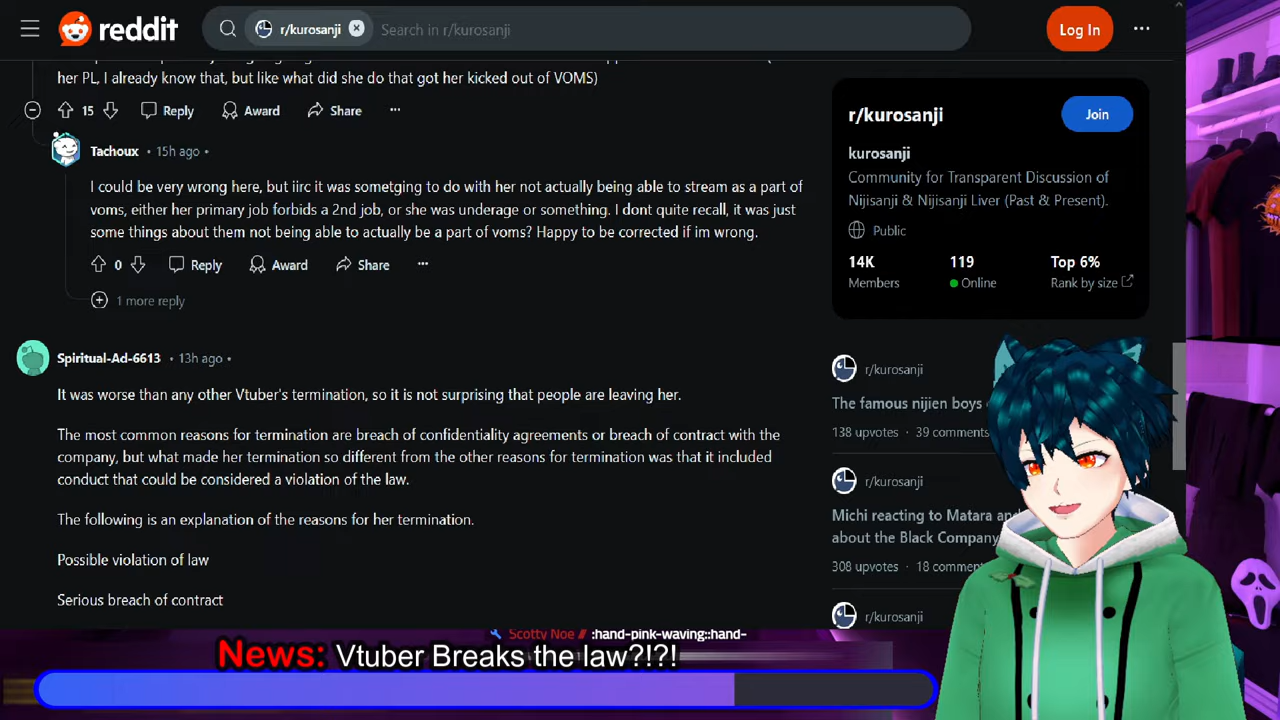 reddit
r/kurosanji
Search in r/kurosanji
Log In
her PL, I already know that, but like what did she do that got her kicked out of VOMS)
15
Reply
Award
Share
Tachoux • 15h ago •
I could be very wrong here, but iirc it was sometging to do with her not actually being able to stream as a part of
voms, either her primary job forbids a 2nd job, or she was underage or something. I dont quite recall, it was just
some things about them not being able to actually be a part of voms? Happy to be corrected if im wrong.
0
Reply
Award
Share
1 more reply
Spiritual-Ad-6613 • 13h ago •
It was worse than any other Vtuber's termination, so it is not surprising that people are leaving her.
The most common reasons for termination are breach of confidentiality agreements or breach of contract with the
company, but what made her termination so different from the other reasons for termination was that it included
conduct that could be considered a violation of the law.
The following is an explanation of the reasons for her termination.
Possible violation of law
Serious breach of contract
r/kurosanji
Join
kurosanji
Community for Transparent Discussion of
Nijisanji & Nijisanji Liver (Past & Present).
Public
14K
119
Top 6%
Members
Online
Rank by size
r/kurosanji
The famous nijien boys
138 upvotes • 39 comments
r/kurosanji
Michi reacting to Matara and
about the Black Company
308 upvotes • 18 comment
r/kurosanji
Scotty Noe // :hand-pink-waving::hand-
News: Vtuber Breaks the law?!?!